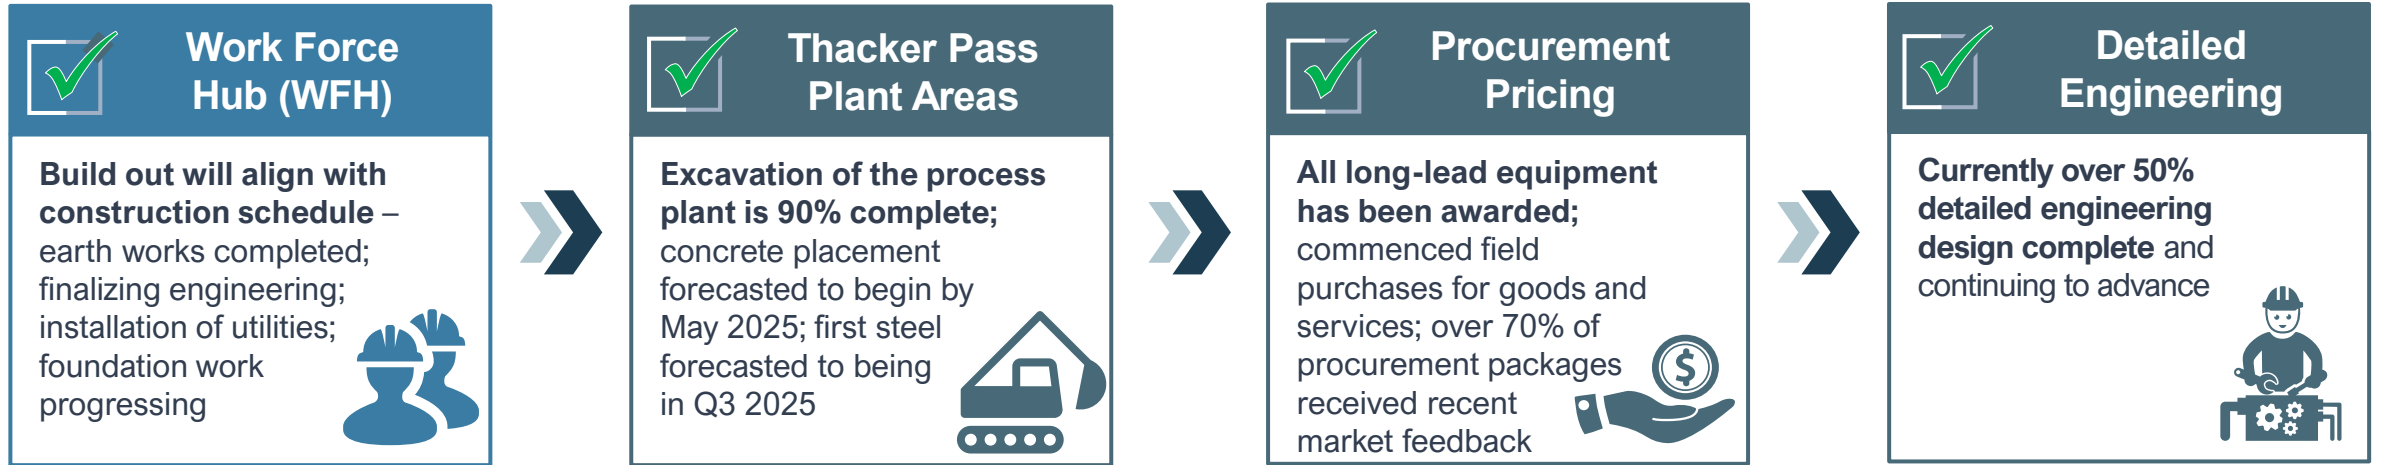 Work Force
Hub (WFH)
Build out will align with
construction schedule –
earth works completed;
finalizing engineering;
installation of utilities;
foundation work
progressing
Thacker Pass
Plant Areas
Excavation of the process
plant is 90% complete;
concrete placement
forecasted to begin by
May 2025; first steel
forecasted to being
in Q3 2025
Procurement
Pricing
All long-lead equipment
has been awarded;
commenced field
purchases for goods and
services; over 70% of
procurement packages
received recent
market feedback
$
Detailed
Engineering
Currently over 50%
detailed engineering
design complete and
continuing to advance